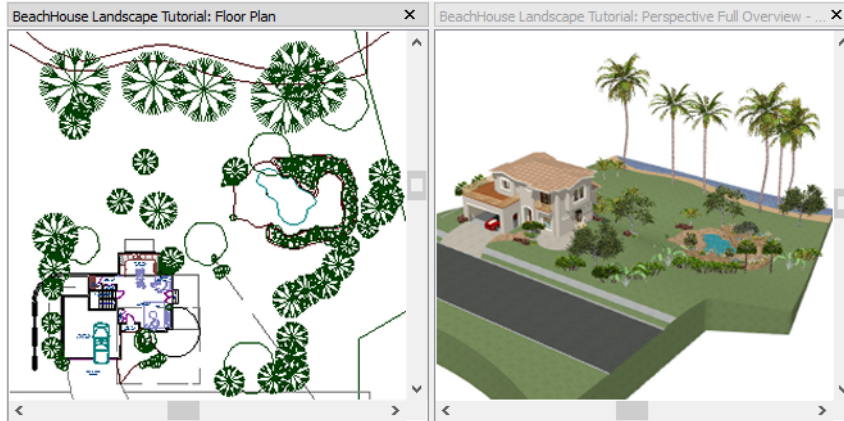 BeachHouse Landscape Tutorial: Floor Plan
BeachHouse Landscape Tutorial: Perspective Full Overview - ...